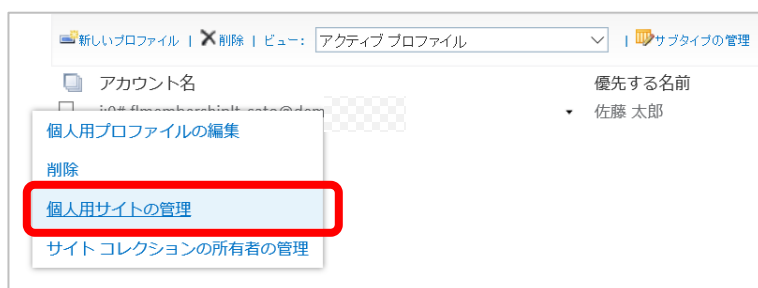 新しいプロファイル | 削除 | ビュー: アクティブ プロファイル | サブタイプの管理
アカウント名 優先する名前
佐藤 太郎
個人用プロファイルの編集
削除
個人用サイトの管理
サイト コレクションの所有者の管理